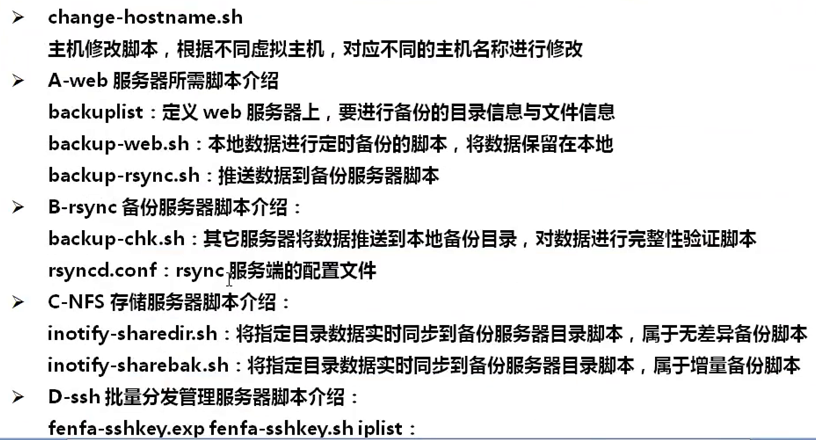 ➢ change-hostname.sh
主机修改脚本，根据不同虚拟主机，对应不同的主机名称进行修改
➢ A-web 服务器所需脚本介绍
backuplist：定义 web 服务器上，要进行备份的目录信息与文件信息
backup-web.sh：本地数据进行定时备份的脚本，将数据保留在本地
backup-rsync.sh：推送数据到备份服务器脚本
➢ B-rsync 备份服务器脚本介绍：
backup-chk.sh：其它服务器将数据推送到本地备份目录，对数据进行完整性验证脚本
rsyncd.conf：rsync 服务端的配置文件
➢ C-NFS 存储服务器脚本介绍：
inotify-sharedir.sh：将指定目录数据实时同步到备份服务器目录脚本，属于无差异备份脚本
inotify-sharebak.sh：将指定目录数据实时同步到备份服务器目录脚本，属于增量备份脚本
➢ D-ssh 批量分发管理服务器脚本介绍：
fenfa-sshkey.exp fenfa-sshkey.sh iplist：